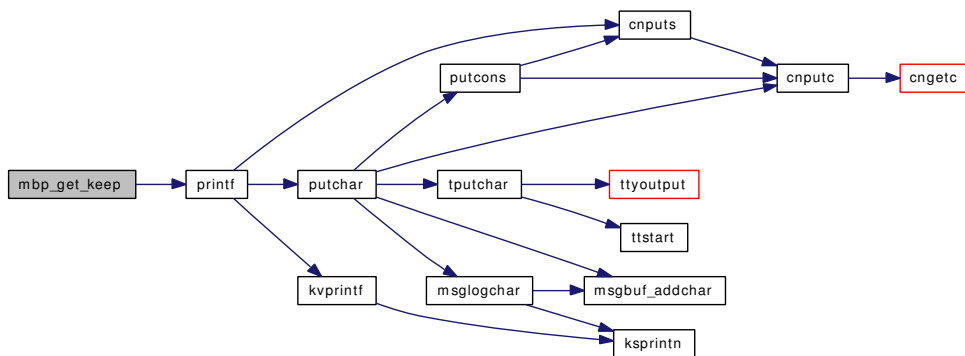 cnputs
putcons
cnputc
cngetc
mbp_get_keep
printf
putchar
tputchar
ttyoutput
ttstart
kvprintf
msglogchar
msgbuf_addchar
ksprintn